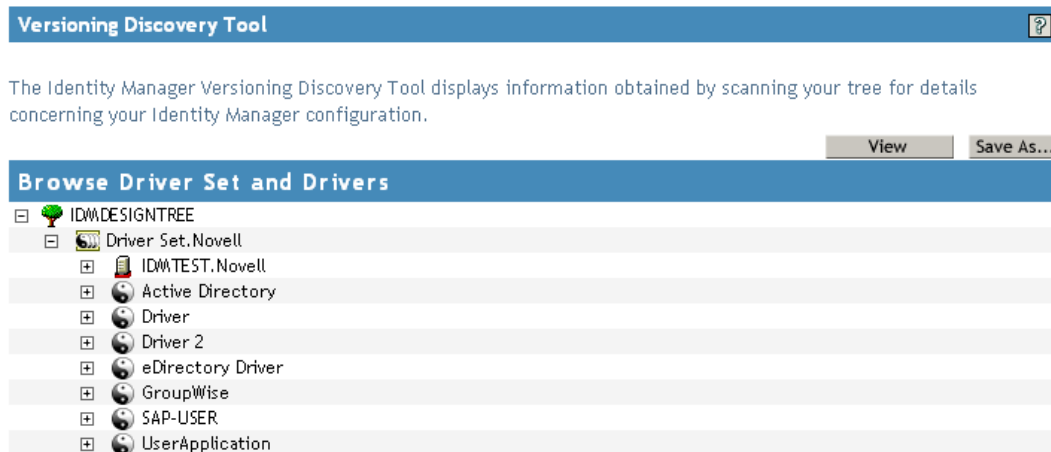 Versioning Discovery Tool
?
The Identity Manager Versioning Discovery Tool displays information obtained by scanning your tree for details
concerning your Identity Manager configuration.
View Save As...
Browse Driver Set and Drivers
IDMDESIGNTREE
Driver Set.Novell
IDMTEST.Novell
Active Directory
Driver
Driver 2
eDirectory Driver
GroupWise
SAP-USER
UserApplication